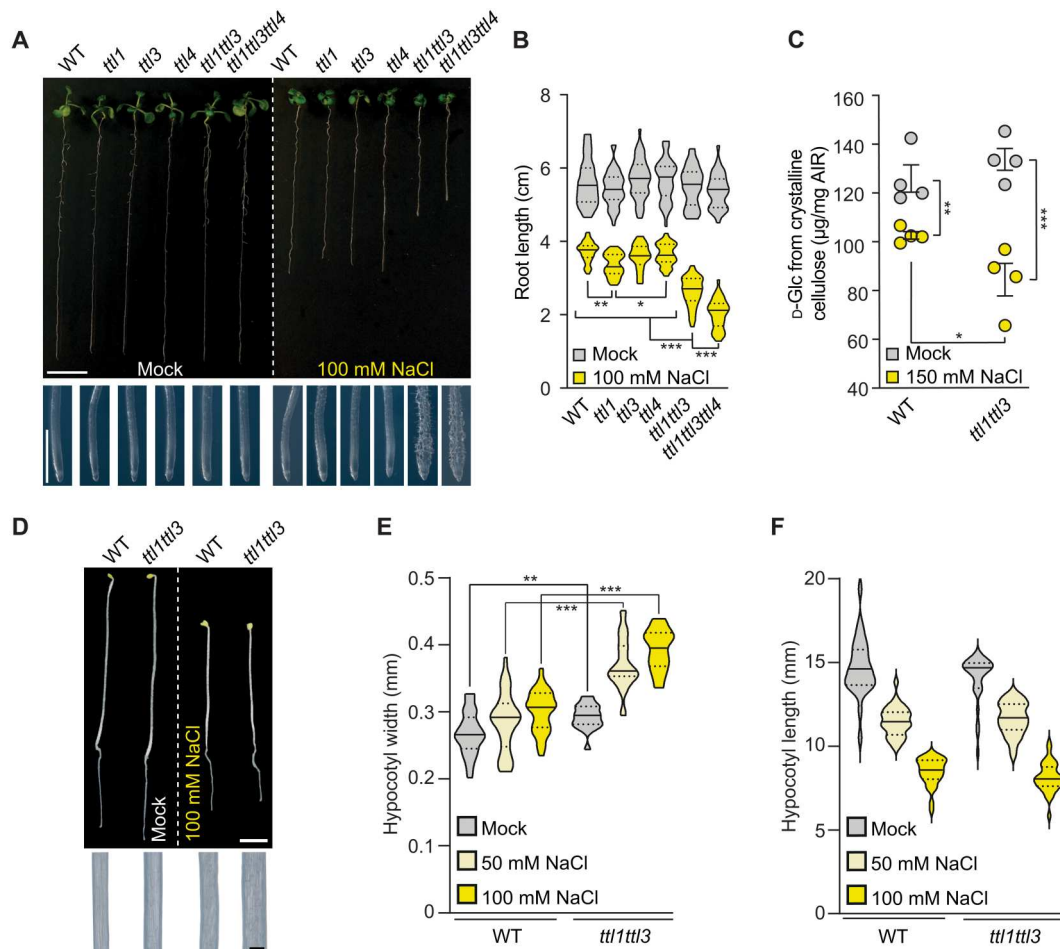 A
WT
ttl1
ttl3
ttl4
ttl1ttl3
ttl1ttl3ttl4
WT
ttl1
ttl3
ttl4
ttl1ttl3
ttl1ttl3ttl4
Mock
100 mM NaCl
B
Root length (cm)
8
6
4
2
0
**
*
***
***
Mock
100 mM NaCl
WT
ttl1
ttl3
ttl4
ttl1ttl3
ttl1ttl3ttl4
C
D-Glc from crystalline
cellulose (µg/mg AIR)
160
140
120
100
80
60
40
**
***
*
Mock
150 mM NaCl
WT
ttl1ttl3
D
WT
ttl1ttl3
WT
ttl1ttl3
Mock
100 mM NaCl
E
Hypocotyl width (mm)
0.5
0.4
0.3
0.2
0.1
0
**
***
***
Mock
50 mM NaCl
100 mM NaCl
WT
ttl1ttl3
F
Hypocotyl length (mm)
20
15
10
5
0
Mock
50 mM NaCl
100 mM NaCl
WT
ttl1ttl3